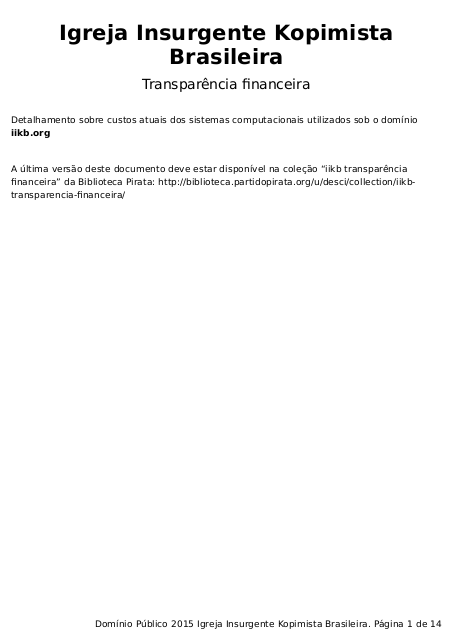 Igreja Insurgente Kopimista
Brasileira
Transparência financeira
Detalhamento sobre custos atuais dos sistemas computacionais utilizados sob o domínio
iikb.org
A última versão deste documento deve estar disponível na coleção “iikb transparência
financeira” da Biblioteca Pirata: http://biblioteca.partidopirata.org/u/desci/collection/iikb-
transparencia-financeira/
Domínio Público 2015 Igreja Insurgente Kopimista Brasileira. Página 1 de 14